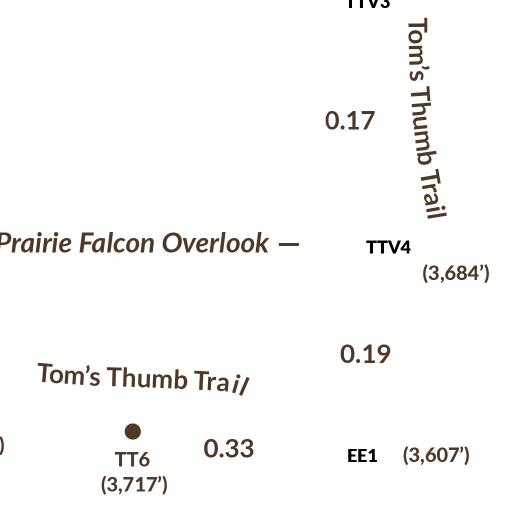 TTV3
Tom's Thumb Trail
0.17
Prairie Falcon Overlook —
TTV4
(3,684')
0.19
Tom's Thumb Trail
)
0.33
TT6
(3,717')
EE1 (3,607')